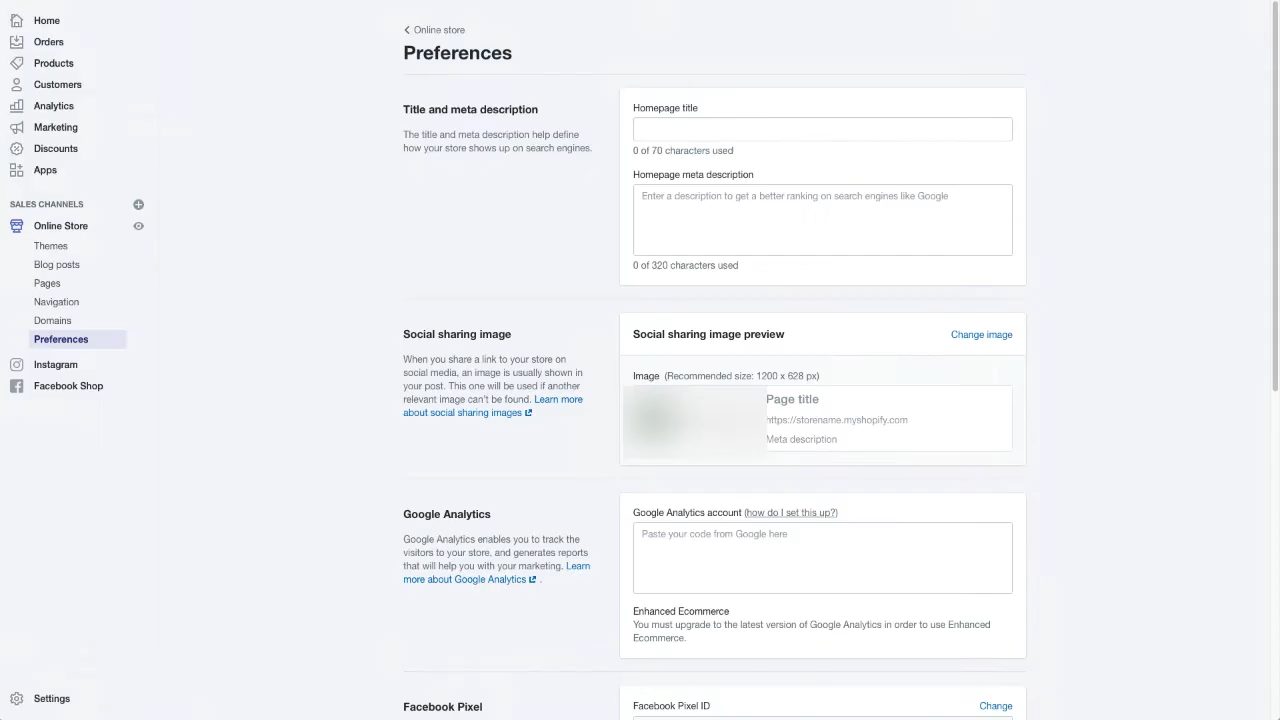 Home
Orders
Products
Customers
Analytics
Marketing
Discounts
Apps
SALES CHANNELS
Online Store
Themes
Blog posts
Pages
Navigation
Domains
Preferences
Instagram
Facebook Shop
Settings
Online store
Preferences
Title and meta description
The title and meta description help define
how your store shows up on search engines.
Homepage title
0 of 70 characters used
Homepage meta description
Enter a description to get a better ranking on search engines like Google
0 of 320 characters used
Social sharing image
When you share a link to your store on
social media, an image is usually shown in
your post. This one will be used if another
relevant image can't be found. Learn more
about social sharing images
Social sharing image preview
Change image
Image (Recommended size: 1200 x 628 px)
Page title
https://storename.myshopify.com
Meta description
Google Analytics
Google Analytics enables you to track the
visitors to your store, and generates reports
that will help you with your marketing. Learn
more about Google Analytics .
Google Analytics account (how do I set this up?)
Paste your code from Google here
Enhanced Ecommerce
You must upgrade to the latest version of Google Analytics in order to use Enhanced
Ecommerce.
Facebook Pixel
Facebook Pixel ID
Change